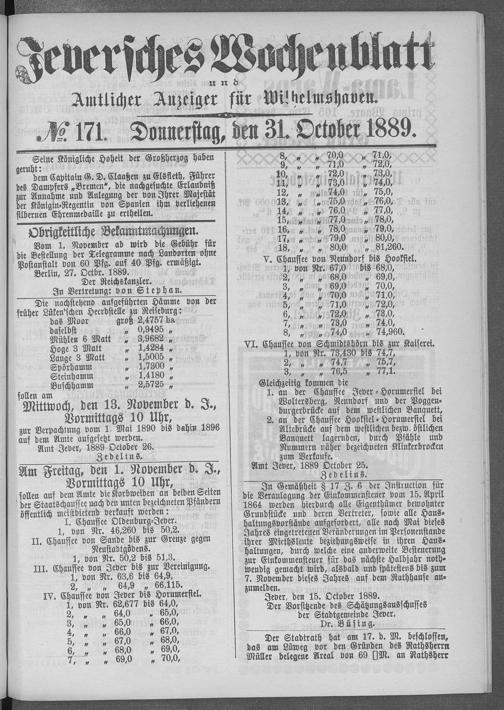 Jeversches Wochenblatt
und
Amtlicher Anzeiger für Wilhelmshaven.
№ 171. Donnerstag, den 31. October 1889.
Seine Königliche Hoheit der Großherzog haben
geruht:
dem Capitain G. D. Claaßen zu Elsfleth, Führer
des Dampfers „Bremen“, die nachgesuchte Erlaubniß
zur Annahme und Anlegung der von Ihrer Majestät
der Königin-Regentin von Spanien ihm verliehenen
silbernen Ehrenmedaille zu ertheilen.
Obrigkeitliche Bekanntmachungen.
Vom 1. November ab wird die Gebühr für
die Bestellung der Telegramme nach Landorten ohne
Postanstalt von 60 Pfg. auf 40 Pfg. ermäßigt.
Berlin, 27. Octbr. 1889.
Der Reichskanzler.
In Vertretung: von Stephan.
Die nachstehend aufgeführten Hämme von der
früher Lüken'schen Heerdstelle zu Reiseburg:
das Moor groß 2,4757 ha
daselbst „ 0,9495 „
Mühlen 6 Matt „ 3,9682 „
Hoge 3 Matt „ 1,4284 „
Lange 3 Matt „ 1,5005 „
Spörhamm „ 1,7300 „
Steinhamm „ 1,4180 „
Buschhamm „ 2,5725 „
sollen am
Mittwoch, den 13. November d. J.,
Vormittags 10 Uhr,
zur Verpachtung vom 1. Mai 1890 bis dahin 1896
auf dem Amte aufgesetzt werden.
Amt Jever, 1889 October 26.
Zedelius.
Am Freitag, den 1. November d. J.,
Vormittags 10 Uhr,
sollen auf dem Amte die Korbweiden an beiden Seiten
der Staatschausseen nach den unten bezeichneten Pfändern
öffentlich meistbietend verkauft werden:
I. Chaussee Oldenburg-Jever.
1, von Nr. 46,260 bis 50,2.
II. Chaussee von Sande bis zur Grenze gegen
Neustadtgödens.
1, von Nr. 50,2 bis 51,3.
III. Chaussee von Jever bis zur Vereinigung.
1, von Nr. 63,6 bis 64,9,
2, „ „ 64,9 „ 66,115.
IV. Chaussee von Jever bis Horumersiel.
1, von Nr. 62,677 bis 64,0,
2, „ „ 64,0 „ 65,0,
3, „ „ 65,0 „ 66,0,
4, „ „ 66,0 „ 67,0,
5, „ „ 67,0 „ 68,0,
6, „ „ 68,0 „ 69,0,
7, „ „ 69,0 „ 70,0,
8, „ „ 70,0 „ 71,0,
9, „ „ 71,0 „ 72,0,
10, „ „ 72,0 „ 73,0,
11, „ „ 73,0 „ 74,0,
12, „ „ 74,0 „ 75,0,
13, „ „ 75,0 „ 76,0,
14, „ „ 76,0 „ 77,0,
15, „ „ 77,0 „ 78,0,
16, „ „ 78,0 „ 79,0,
17, „ „ 79,0 „ 80,0,
18, „ „ 80,0 „ 81,260.
V. Chaussee von Renndorf bis Hooksiel.
1, von Nr. 67,0 bis 68,0,
2, „ „ 68,0 „ 69,0,
3, „ „ 69,0 „ 70,0,
4, „ „ 70,0 „ 71,0,
5, „ „ 71,0 „ 72,0,
6, „ „ 72,0 „ 73,0,
7, „ „ 73,0 „ 74,0,
8, „ „ 74,0 „ 74,960.
VI. Chaussee von Schmidtshörn bis zur Kaiserei.
1, von Nr. 73,430 bis 74,7,
2, „ „ 74,7 „ 75,7,
3, „ „ 76,5 „ 77,1.
Gleichzeitig kommen die
1. an der Chaussee Jever-Horumersiel bei
Woltersberg, Renndorf und der Poggen-
burgerbrücke auf dem westlichen Banquett,
2. an der Chaussee Hooksiel-Horumersiel bei
Altebrück auf dem westlichen bezw. östlichen
Banquett lagernden, durch Pfähle und
Nummern näher bezeichneten Klinkerbrocken
zum Verkaufe.
Amt Jever, 1889 October 25.
Zedelius.
In Gemäßheit § 17 Z. 6 der Instruction für
die Veranlagung der Einkommensteuer vom 15. April
1864 werden hierdurch alle Eigenthümer bewohnter
Grundstücke und deren Vertreter, sowie alle Haus-
haltungsvorstände aufgefordert, alle nach Mai dieses
Jahres eingetretenen Veränderungen im Personenstande
ihrer Miethsleute beziehungsweise in ihren Haus-
haltungen, durch welche eine anderweite Besteuerung
zur Einkommensteuer für das nächste Halbjahr noth-
wendig gemacht wird, alsbald und spätestens bis zum
7. November dieses Jahres auf dem Rathhause an-
zumelden.
Jever, den 15. October 1889.
Der Vorsitzende des Schätzungsausschusses
der Stadtgemeinde Jever.
Dr. Büsing.
Der Stadtrath hat am 17. d. M. beschlossen,
das am Lüweg vor den Gründen des Rathsherrn
Müller belegene Areal von 69 □M. an Rathsherr